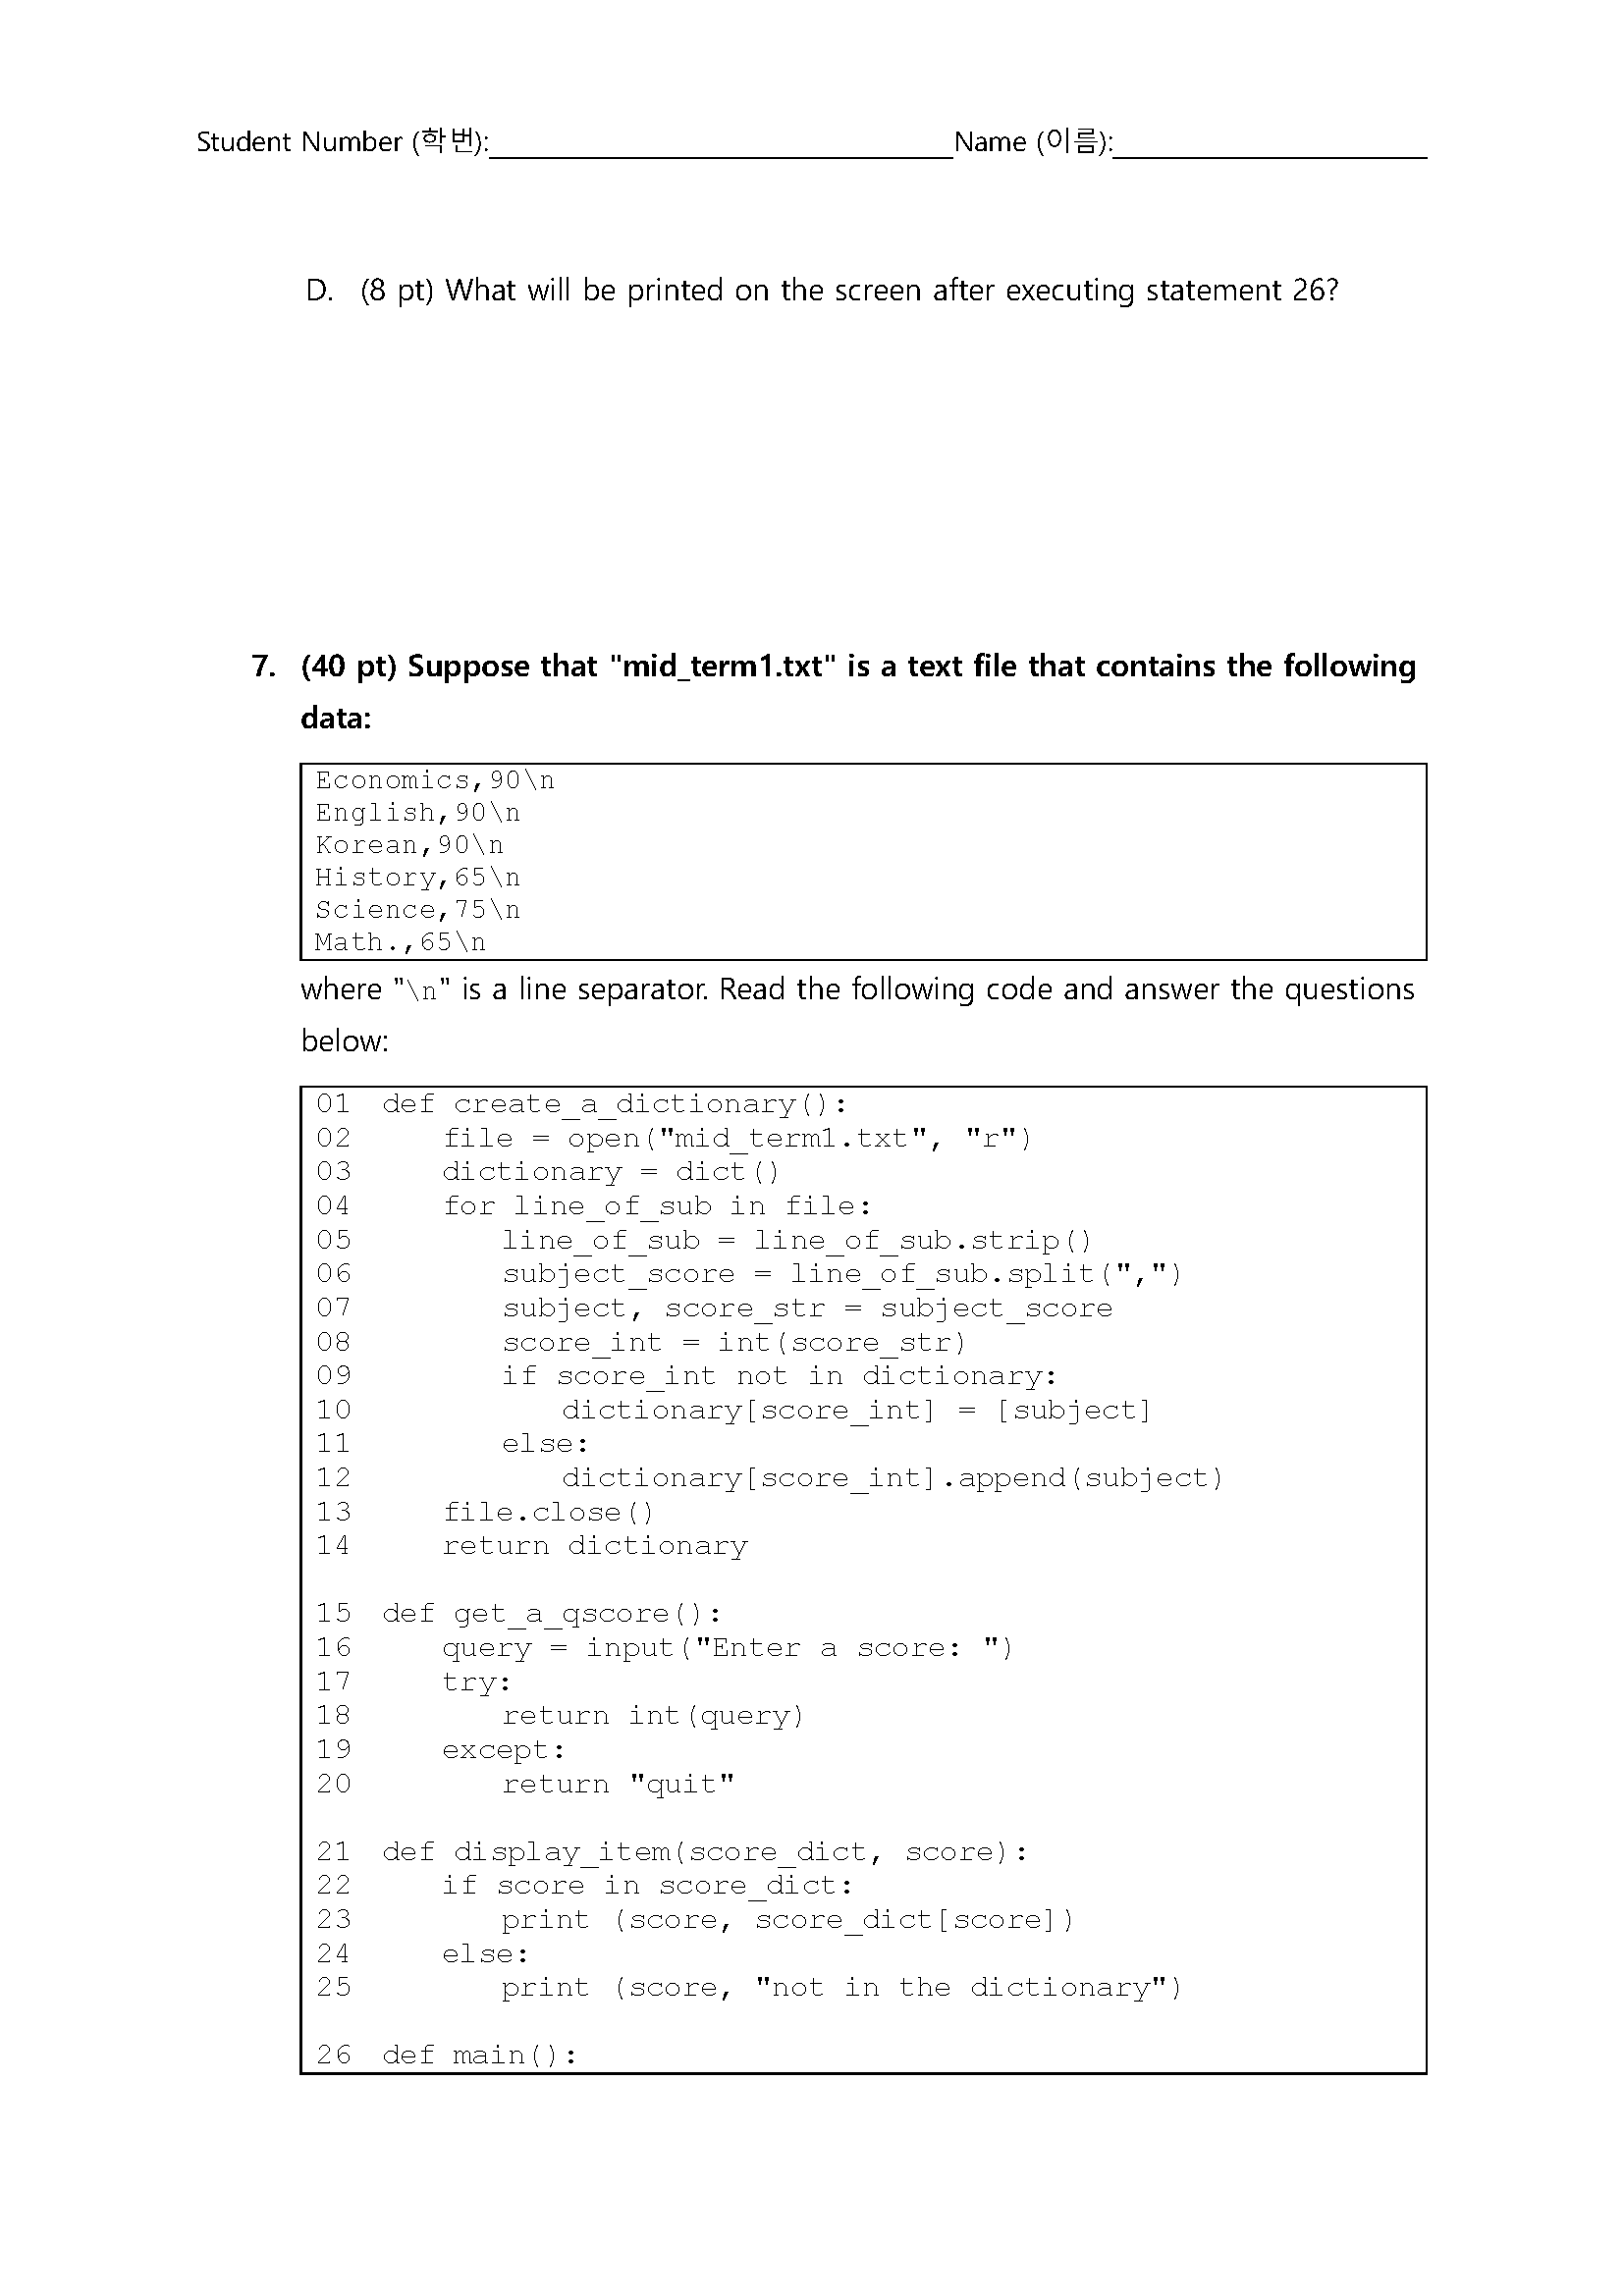 Student Number (학번):                    Name (이름):
D. (8 pt) What will be printed on the screen after executing statement 26?
7. (40 pt) Suppose that "mid_term1.txt" is a text file that contains the following
data:
Economics,90\n
English,90\n
Korean,90\n
History,65\n
Science,75\n
Math.,65\n
where "\n" is a line separator. Read the following code and answer the questions
below:
01 def create_a_dictionary():
02     file = open("mid_term1.txt", "r")
03     dictionary = dict()
04     for line_of_sub in file:
05         line_of_sub = line_of_sub.strip()
06         subject_score = line_of_sub.split(",")
07         subject, score_str = subject_score
08         score_int = int(score_str)
09         if score_int not in dictionary:
10             dictionary[score_int] = [subject]
11         else:
12             dictionary[score_int].append(subject)
13     file.close()
14     return dictionary
15 def get_a_qscore():
16     query = input("Enter a score: ")
17     try:
18         return int(query)
19     except:
20         return "quit"
21 def display_item(score_dict, score):
22     if score in score_dict:
23         print (score, score_dict[score])
24     else:
25         print (score, "not in the dictionary")
26 def main():